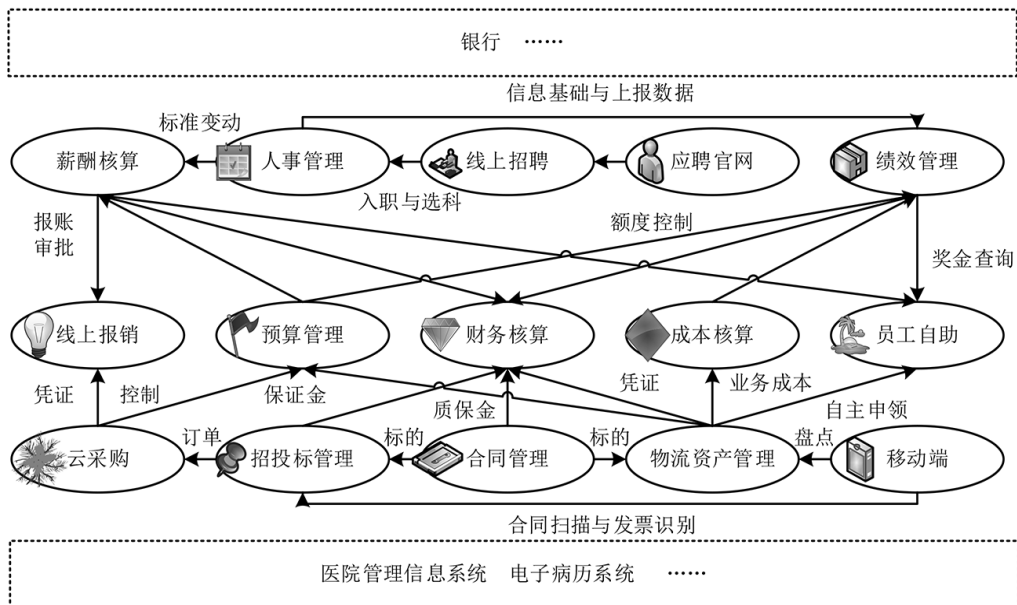 银行 ……
信息基础与上报数据
标准变动
薪酬核算
人事管理
线上招聘
应聘官网
绩效管理
入职与选科
报账
审批
额度控制
奖金查询
线上报销
预算管理
财务核算
成本核算
员工自助
凭证
控制
保证金
质保金
凭证
业务成本
自主申领
订单
标的
标的
盘点
云采购
招投标管理
合同管理
物流资产管理
移动端
合同扫描与发票识别
医院管理信息系统 电子病历系统 ……